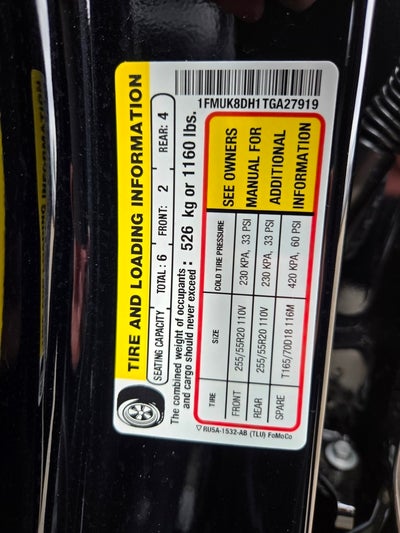 1FMUK8DH1TGA27919
TIRE AND LOADING INFORMATION
SEATING CAPACITY TOTAL: 6 FRONT: 2 REAR: 4
The combined weight of occupants
and cargo should never exceed : 526 kg or 1160 lbs.
TIRE SIZE COLD TIRE PRESSURE SEE OWNERS
FRONT 255/55R20 110V 230 KPA, 33 PSI MANUAL FOR
REAR 255/55R20 110V 230 KPA, 33 PSI ADDITIONAL
SPARE T165/70D18 116M 420 KPA, 60 PSI INFORMATION
▽ RU5A-1532-AB (TLU) FoMoCo